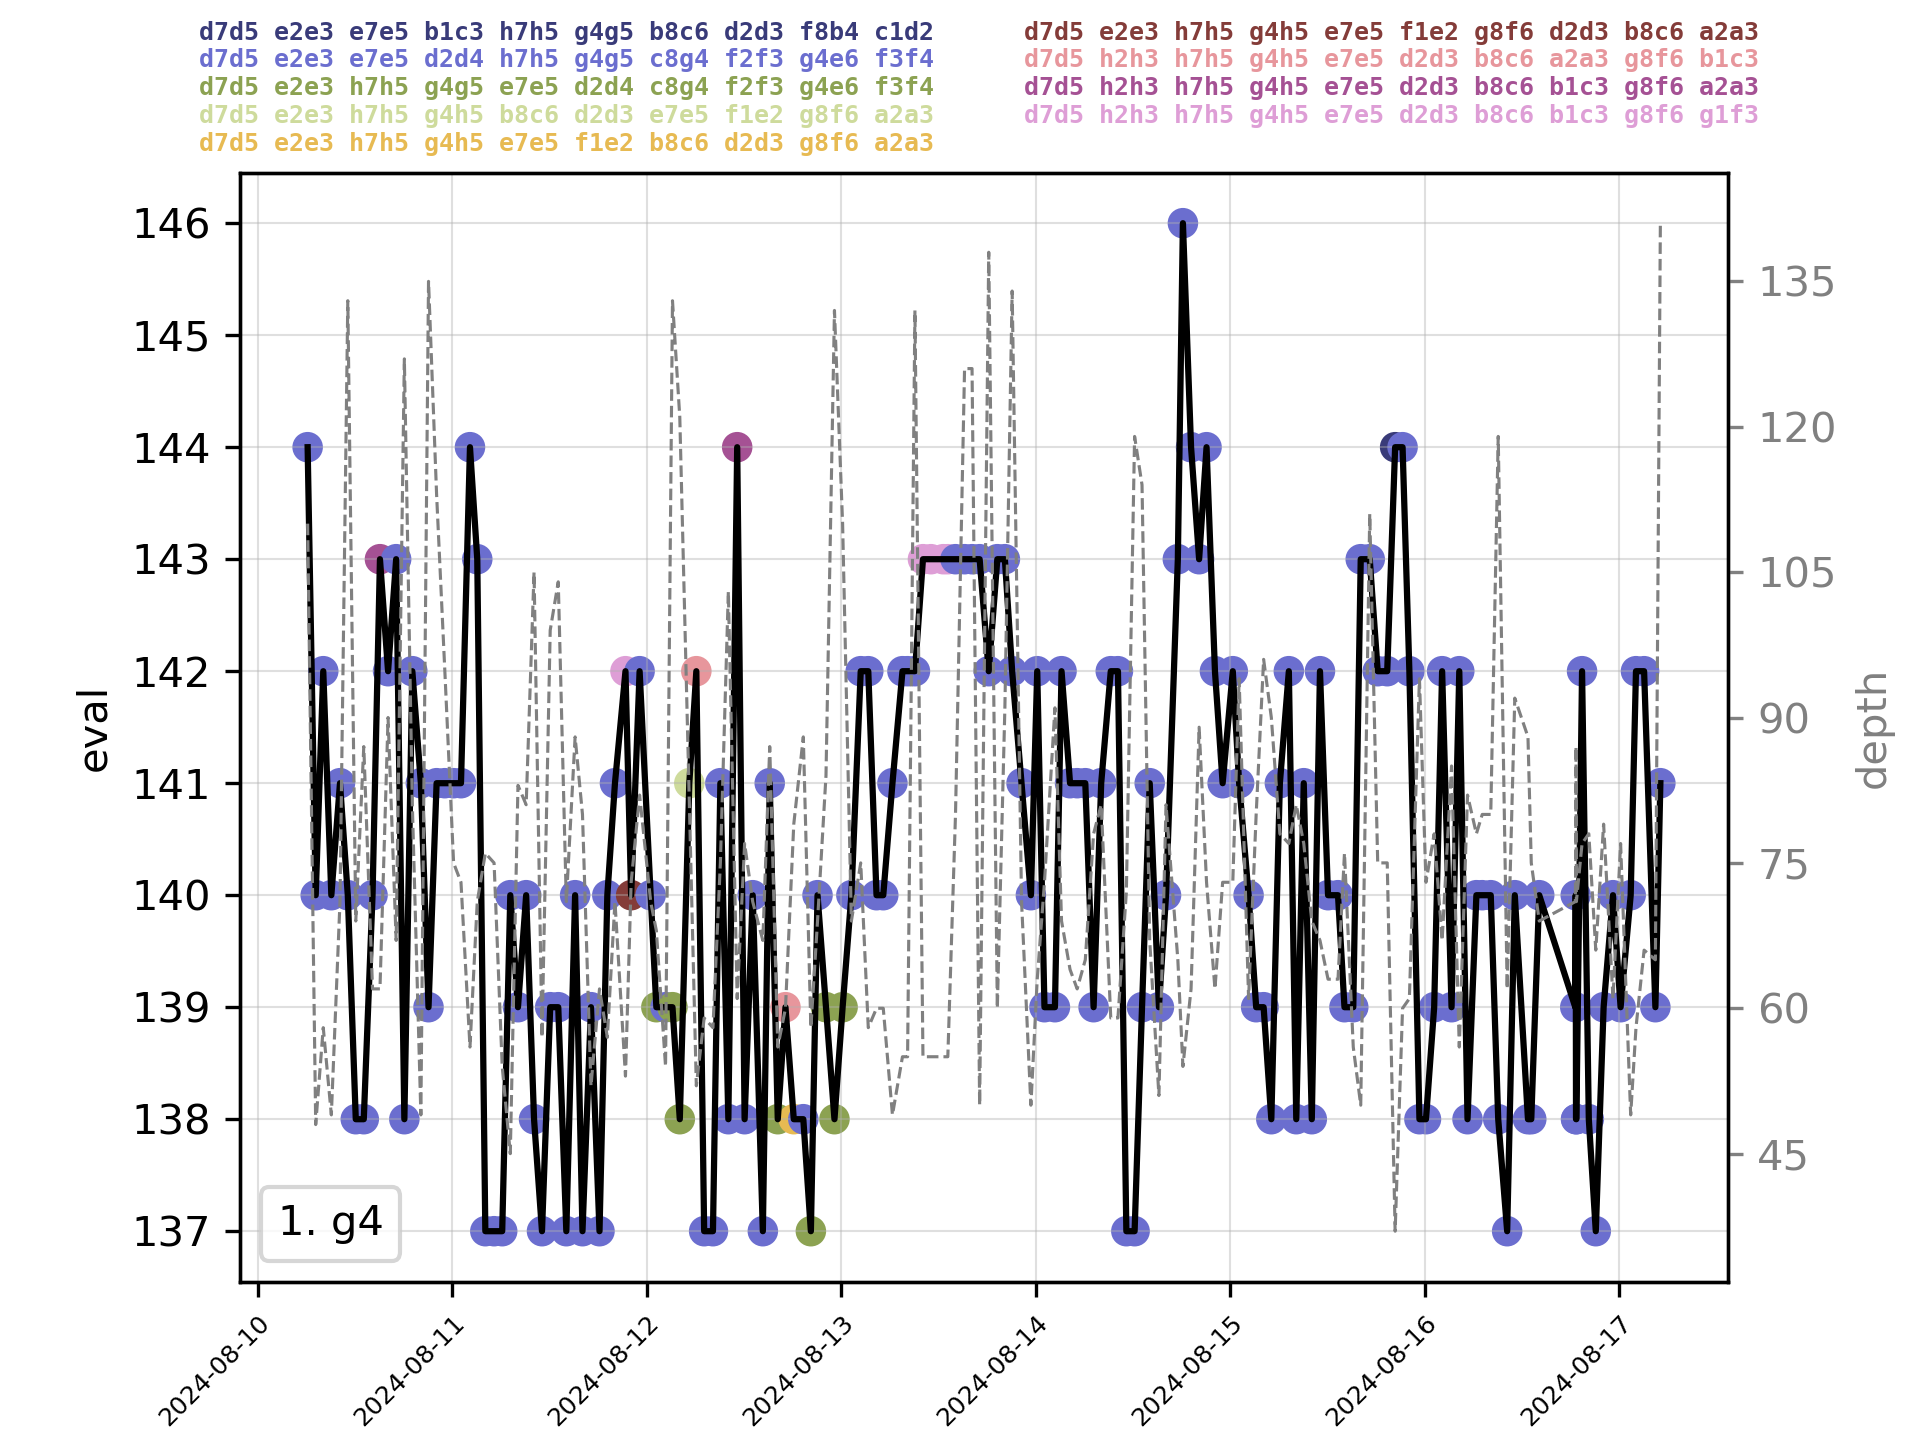 d7d5 e2e3 e7e5 b1c3 h7h5 g4g5 b8c6 d2d3 f8b4 c1d2
d7d5 e2e3 e7e5 d2d4 h7h5 g4g5 c8g4 f2f3 g4e6 f3f4
d7d5 e2e3 h7h5 g4g5 e7e5 d2d4 c8g4 f2f3 g4e6 f3f4
d7d5 e2e3 h7h5 g4h5 b8c6 d2d3 e7e5 f1e2 g8f6 a2a3
d7d5 e2e3 h7h5 g4h5 e7e5 f1e2 b8c6 d2d3 g8f6 a2a3
d7d5 e2e3 h7h5 g4h5 e7e5 f1e2 g8f6 d2d3 b8c6 a2a3
d7d5 h2h3 h7h5 g4h5 e7e5 d2d3 b8c6 a2a3 g8f6 b1c3
d7d5 h2h3 h7h5 g4h5 e7e5 d2d3 b8c6 b1c3 g8f6 a2a3
d7d5 h2h3 h7h5 g4h5 e7e5 d2d3 b8c6 b1c3 g8f6 g1f3
146
145
144
143
142
141
140
139
138
137
eval
135
120
105
90
75
60
45
depth
1. g4
2024-08-10
2024-08-11
2024-08-12
2024-08-13
2024-08-14
2024-08-15
2024-08-16
2024-08-17